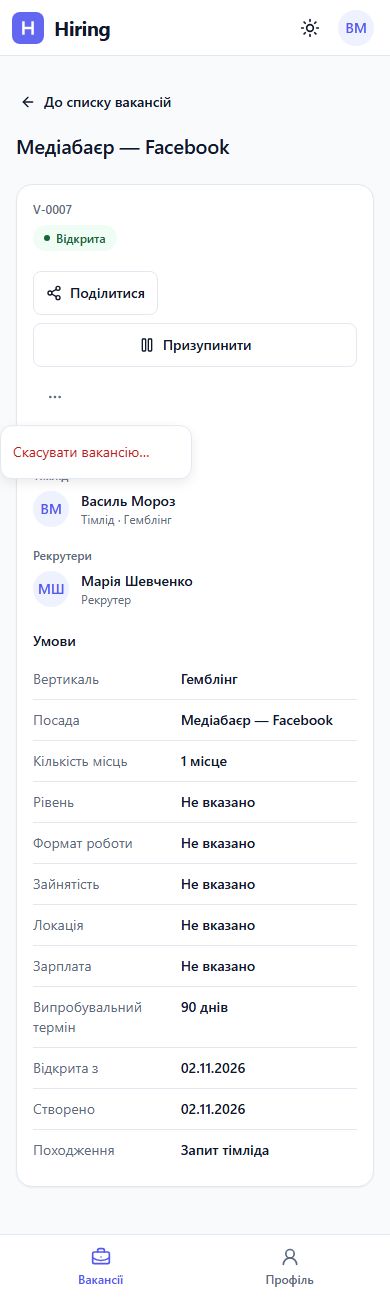 H Hiring
ВМ
До списку вакансій
Медіабаєр — Facebook
V-0007
Відкрита
Поділитися
Призупинити
...
Скасувати вакансію...
ВМ
Василь Мороз
Тімлід · Гемблінг
Рекрутери
МШ
Марія Шевченко
Рекрутер
Умови
Вертикаль Гемблінг
Посада Медіабаєр — Facebook
Кількість місць 1 місце
Рівень Не вказано
Формат роботи Не вказано
Зайнятість Не вказано
Локація Не вказано
Зарплата Не вказано
Випробувальний 90 днів
термін
Відкрита з 02.11.2026
Створено 02.11.2026
Походження Запит тімліда
Вакансії Профіль